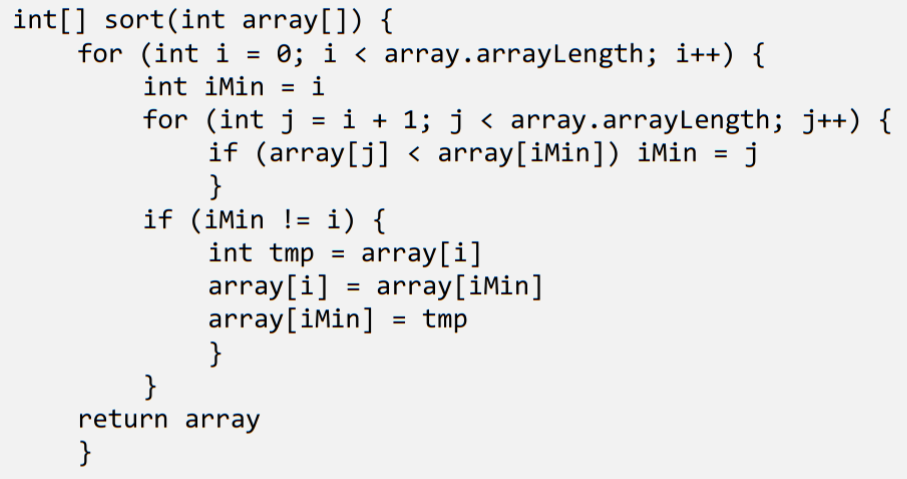 int[] sort(int array[]) {
for (int i = 0; i < array.arrayLength; i++) {
int iMin = i
for (int j = i + 1; j < array.arrayLength; j++) {
if (array[j] < array[iMin]) iMin = j
}
if (iMin != i) {
int tmp = array[i]
array[i] = array[iMin]
array[iMin] = tmp
}
}
return array
}